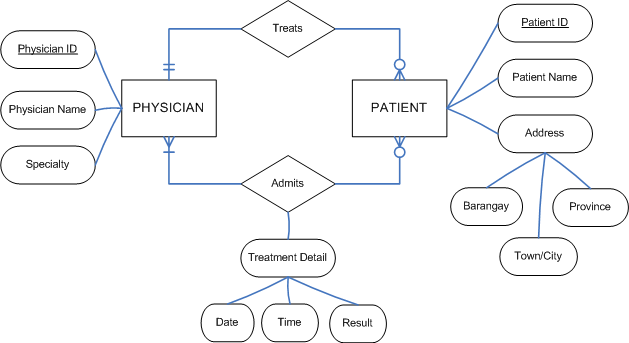 Treats
Patient ID
Physician ID
Patient Name
PHYSICIAN
PATIENT
Physician Name
Address
Specialty
Admits
Barangay
Province
Town/City
Treatment Detail
Date
Time
Result